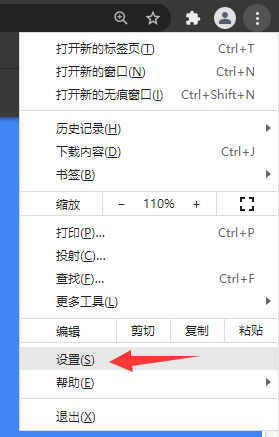 打开新的标签页(T) Ctrl+T
打开新的窗口(N) Ctrl+N
打开新的无痕窗口(I) Ctrl+Shift+N
历史记录(H)
下载内容(D) Ctrl+J
书签(B)
缩放 − 110% +
打印(P)... Ctrl+P
投射(C)...
查找(F)... Ctrl+F
更多工具(L)
编辑 剪切 复制 粘贴
设置(S)
帮助(E)
退出(X)